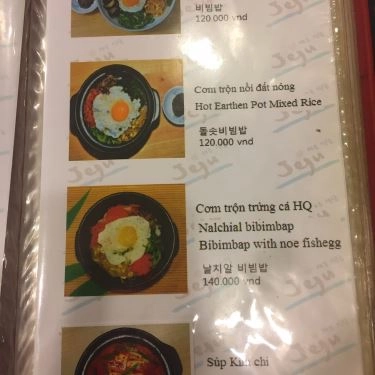 비빔밥
120.000 vnd
Cơm trộn nồi đất nóng
Hot Earthen Pot Mixed Rice
돌솟비빔밥
120.000 vnd
Jeju
Cơm trộn trứng cá HQ
Nalchial bibimbap
Bibimbap with noe fishegg
날치알 비빔밥
140.000 vnd
Súp Kim chi